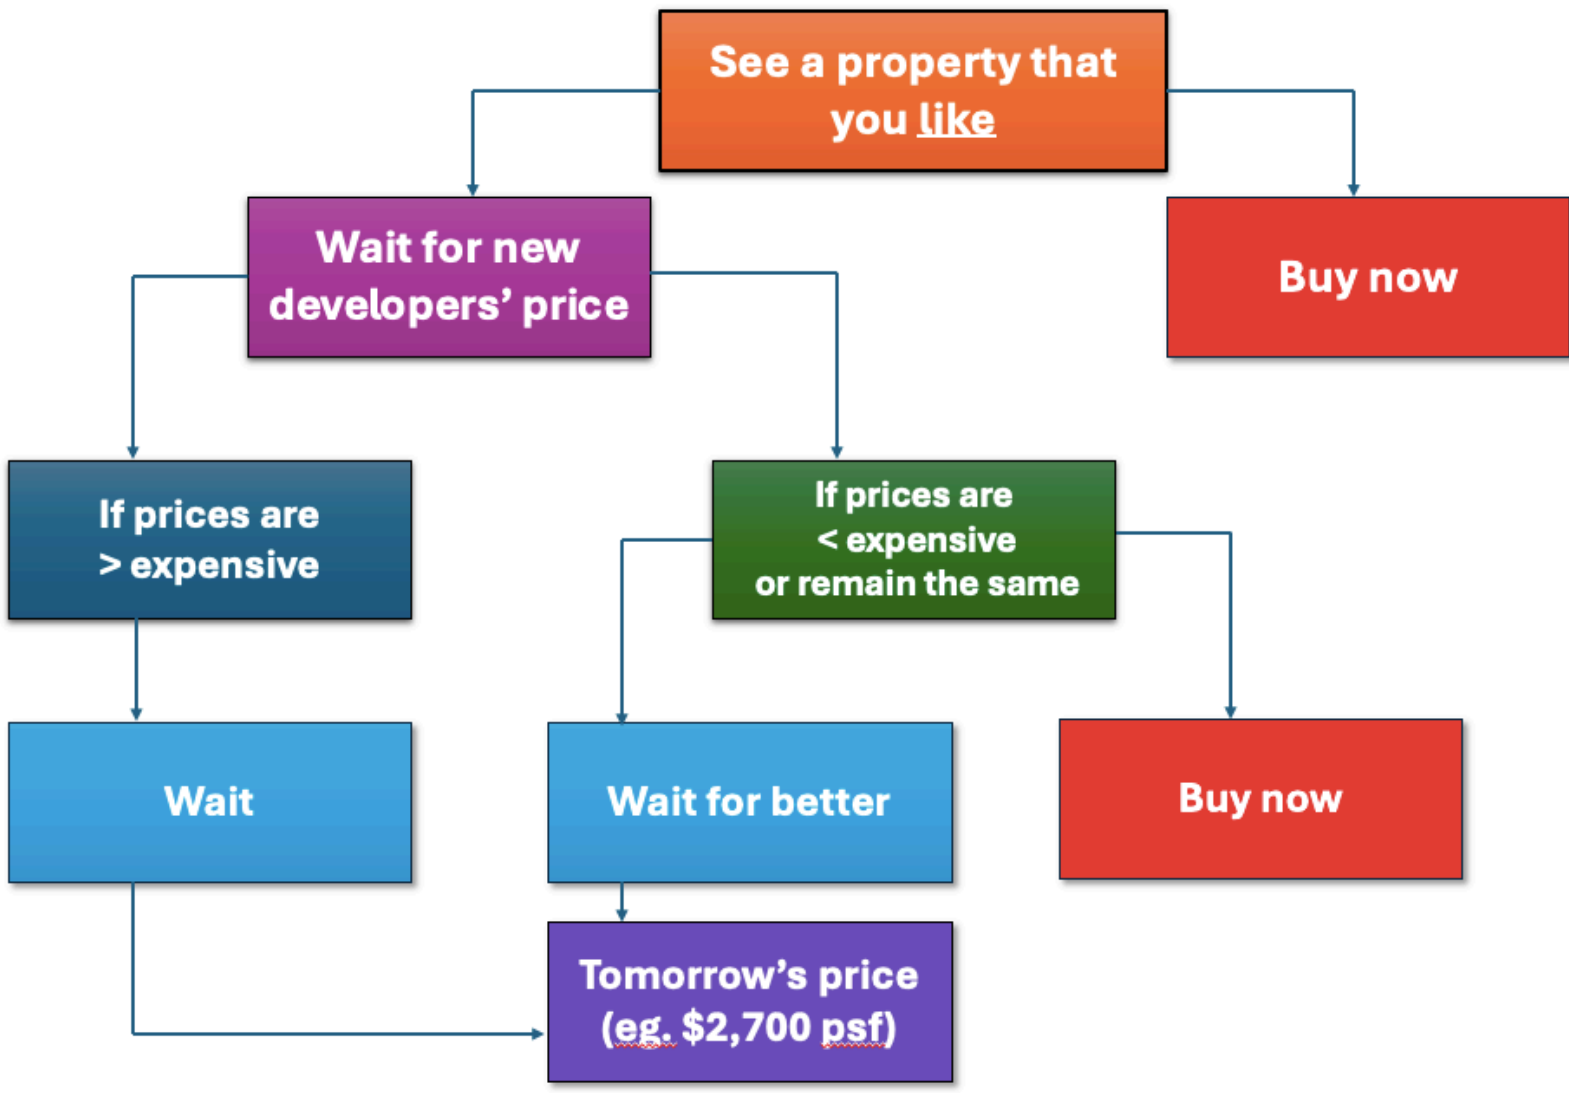 See a property that
you like
Wait for new
developers’ price
Buy now
If prices are
> expensive
If prices are
< expensive
or remain the same
Wait
Wait for better
Buy now
Tomorrow’s price
(eg. $2,700 psf)